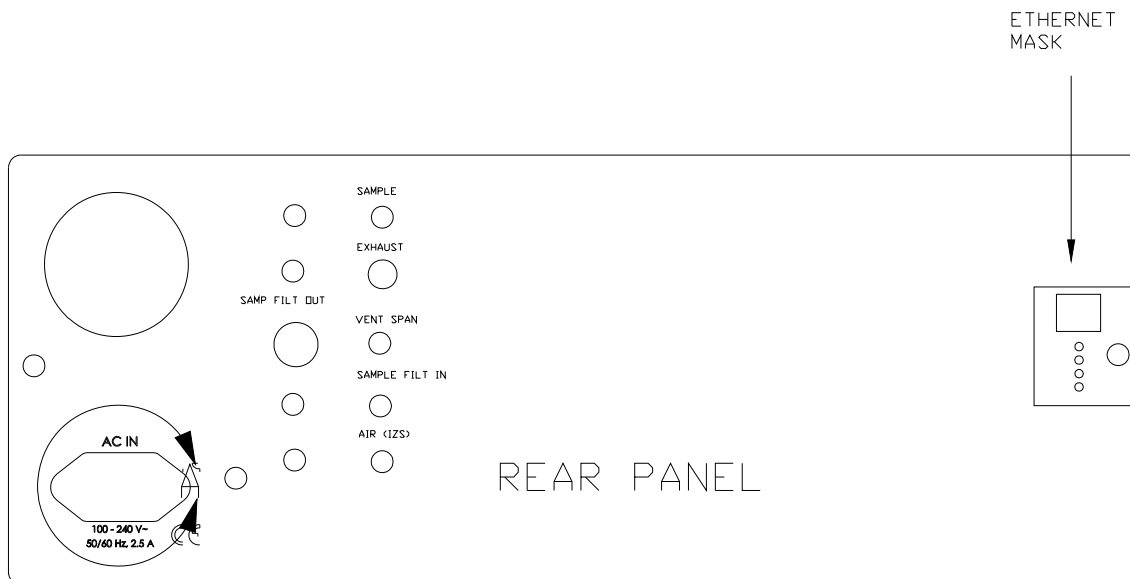 ETHERNET
MASK
SAMPLE
EXHAUST
SAMP FILT OUT
VENT SPAN
SAMPLE FILT IN
AIR (IZS)
AC IN
REAR PANEL
100 - 240 V~
50/60 Hz, 2.5 A